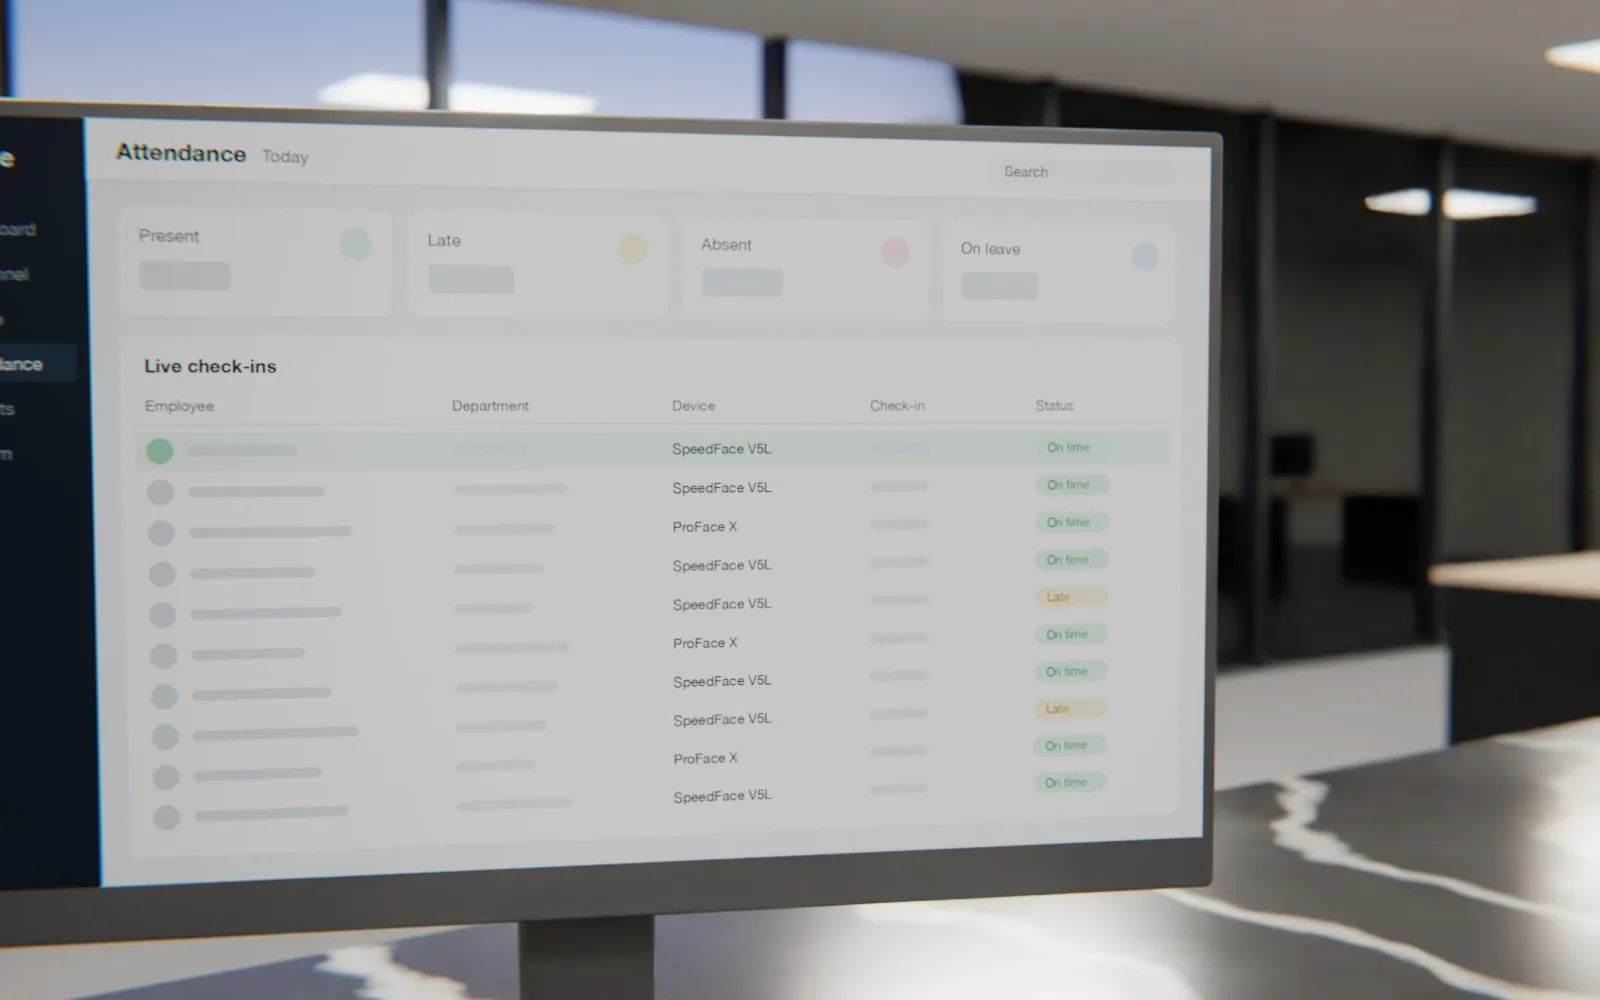 Attendance Today
Search
Present
Late
Absent
On leave
Live check-ins
Employee Department Device Check-in Status
SpeedFace V5L On time
SpeedFace V5L On time
ProFace X On time
SpeedFace V5L On time
SpeedFace V5L Late
ProFace X On time
SpeedFace V5L On time
SpeedFace V5L Late
ProFace X On time
SpeedFace V5L On time